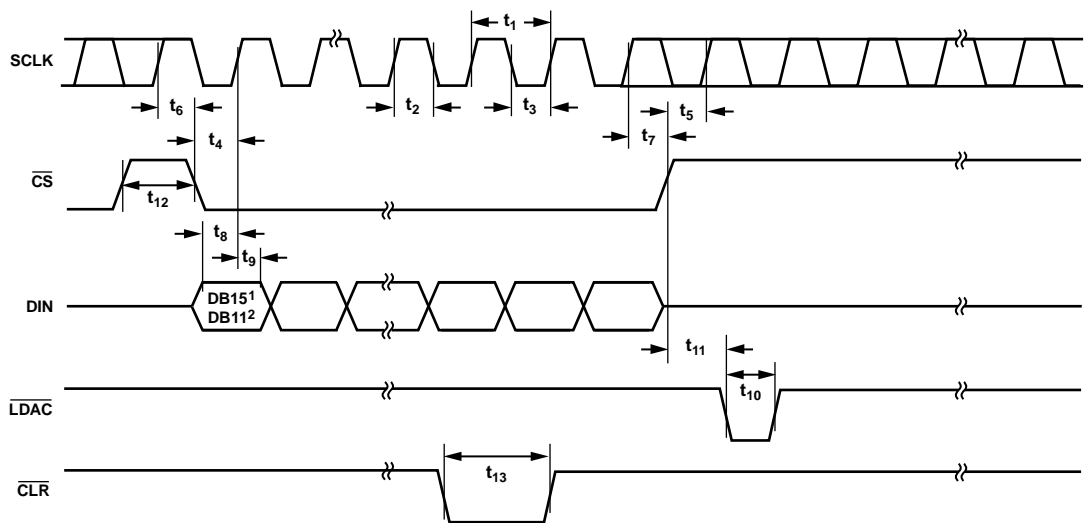 t1
SCLK
t6
t2
t3
t5
t4
t7
CS
t12
t8
t9
DIN
DB15¹
DB11²
t11
t10
LDAC
t13
CLR